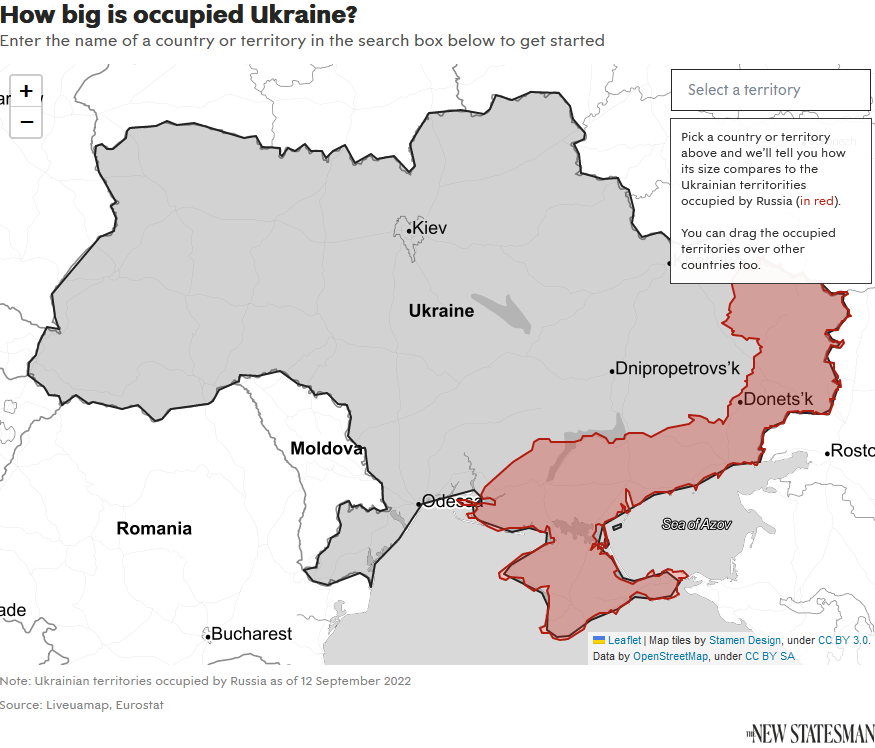 How big is occupied Ukraine?
Enter the name of a country or territory in the search box below to get started
+
−
Select a territory
Pick a country or territory
above and we'll tell you how
its size compares to the
Ukrainian territorities
occupied by Russia (in red).
You can drag the occupied
territories over other
countries too.
Kiev
Ukraine
Dnipropetrovs'k
Donets'k
Moldova
Rosto
Odessa
Sea of Azov
Romania
ade
Bucharest
Leaflet | Map tiles by Stamen Design, under CC BY 3.0.
Data by OpenStreetMap, under CC BY SA
Note: Ukrainian territories occupied by Russia as of 12 September 2022
Source: Liveuamap, Eurostat
THE NEW STATESMAN